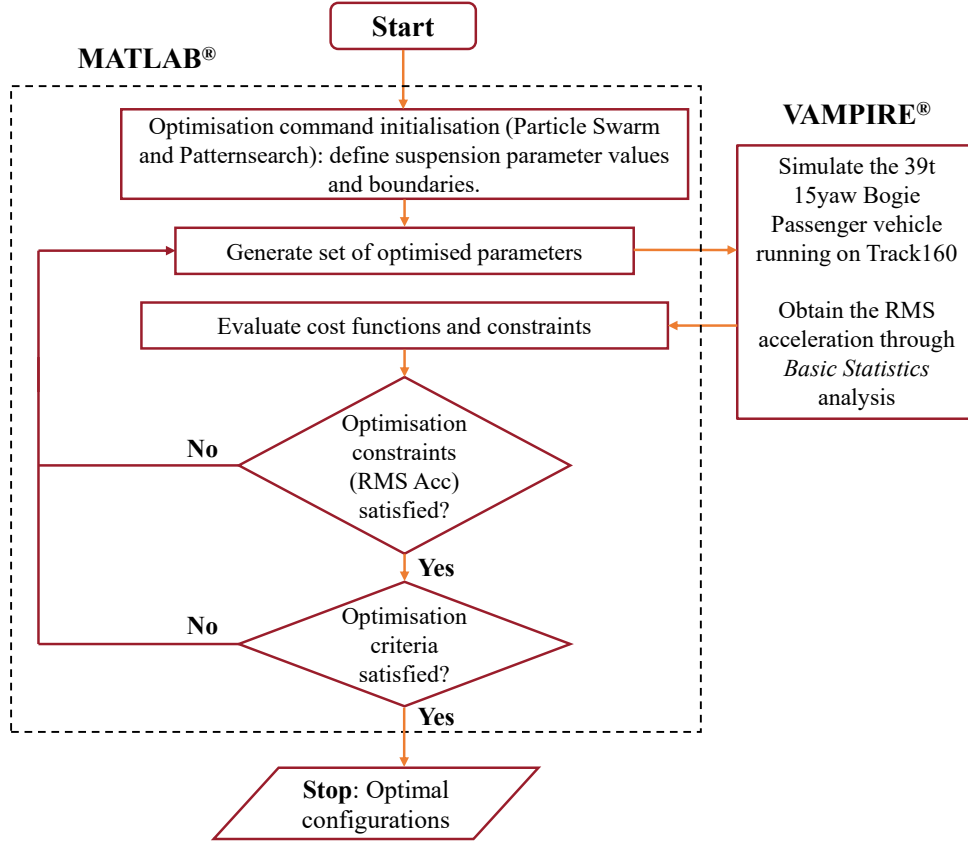 Start
MATLAB®
Optimisation command initialisation (Particle Swarm
and Patternsearch): define suspension parameter values
and boundaries.
Generate set of optimised parameters
VAMPIRE®
Simulate the 39t
15yaw Bogie
Passenger vehicle
running on Track160
Obtain the RMS
acceleration through
Basic Statistics
analysis
Evaluate cost functions and constraints
Optimisation
constraints
(RMS Acc)
satisfied?
No
Yes
Optimisation
criteria
satisfied?
No
Yes
Stop: Optimal
configurations